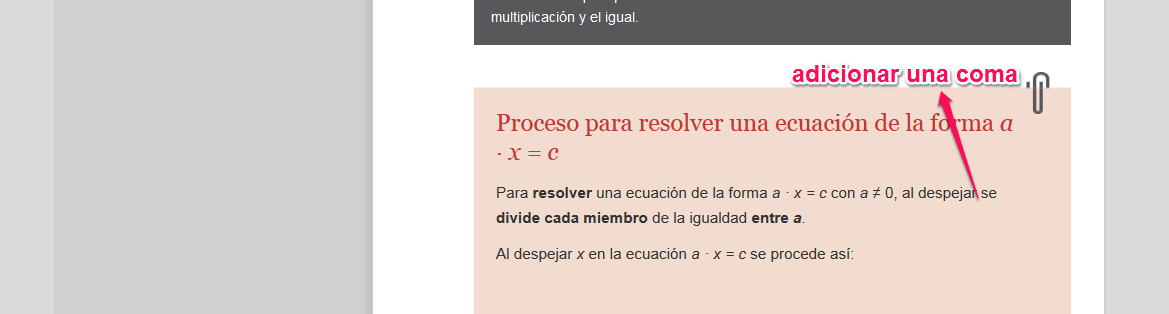 multiplicación y el igual.
adicionar una coma
Proceso para resolver una ecuación de la forma a
· x = c
Para resolver una ecuación de la forma a · x = c con a ≠ 0, al despejar se
divide cada miembro de la igualdad entre a.
Al despejar x en la ecuación a · x = c se procede así: